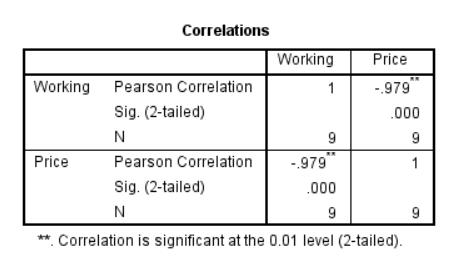 Correlations
Working Price
Working Pearson Correlation 1 -.979**
Sig. (2-tailed) .000
N 9 9
Price Pearson Correlation -.979** 1
Sig. (2-tailed) .000
N 9 9
**. Correlation is significant at the 0.01 level (2-tailed).